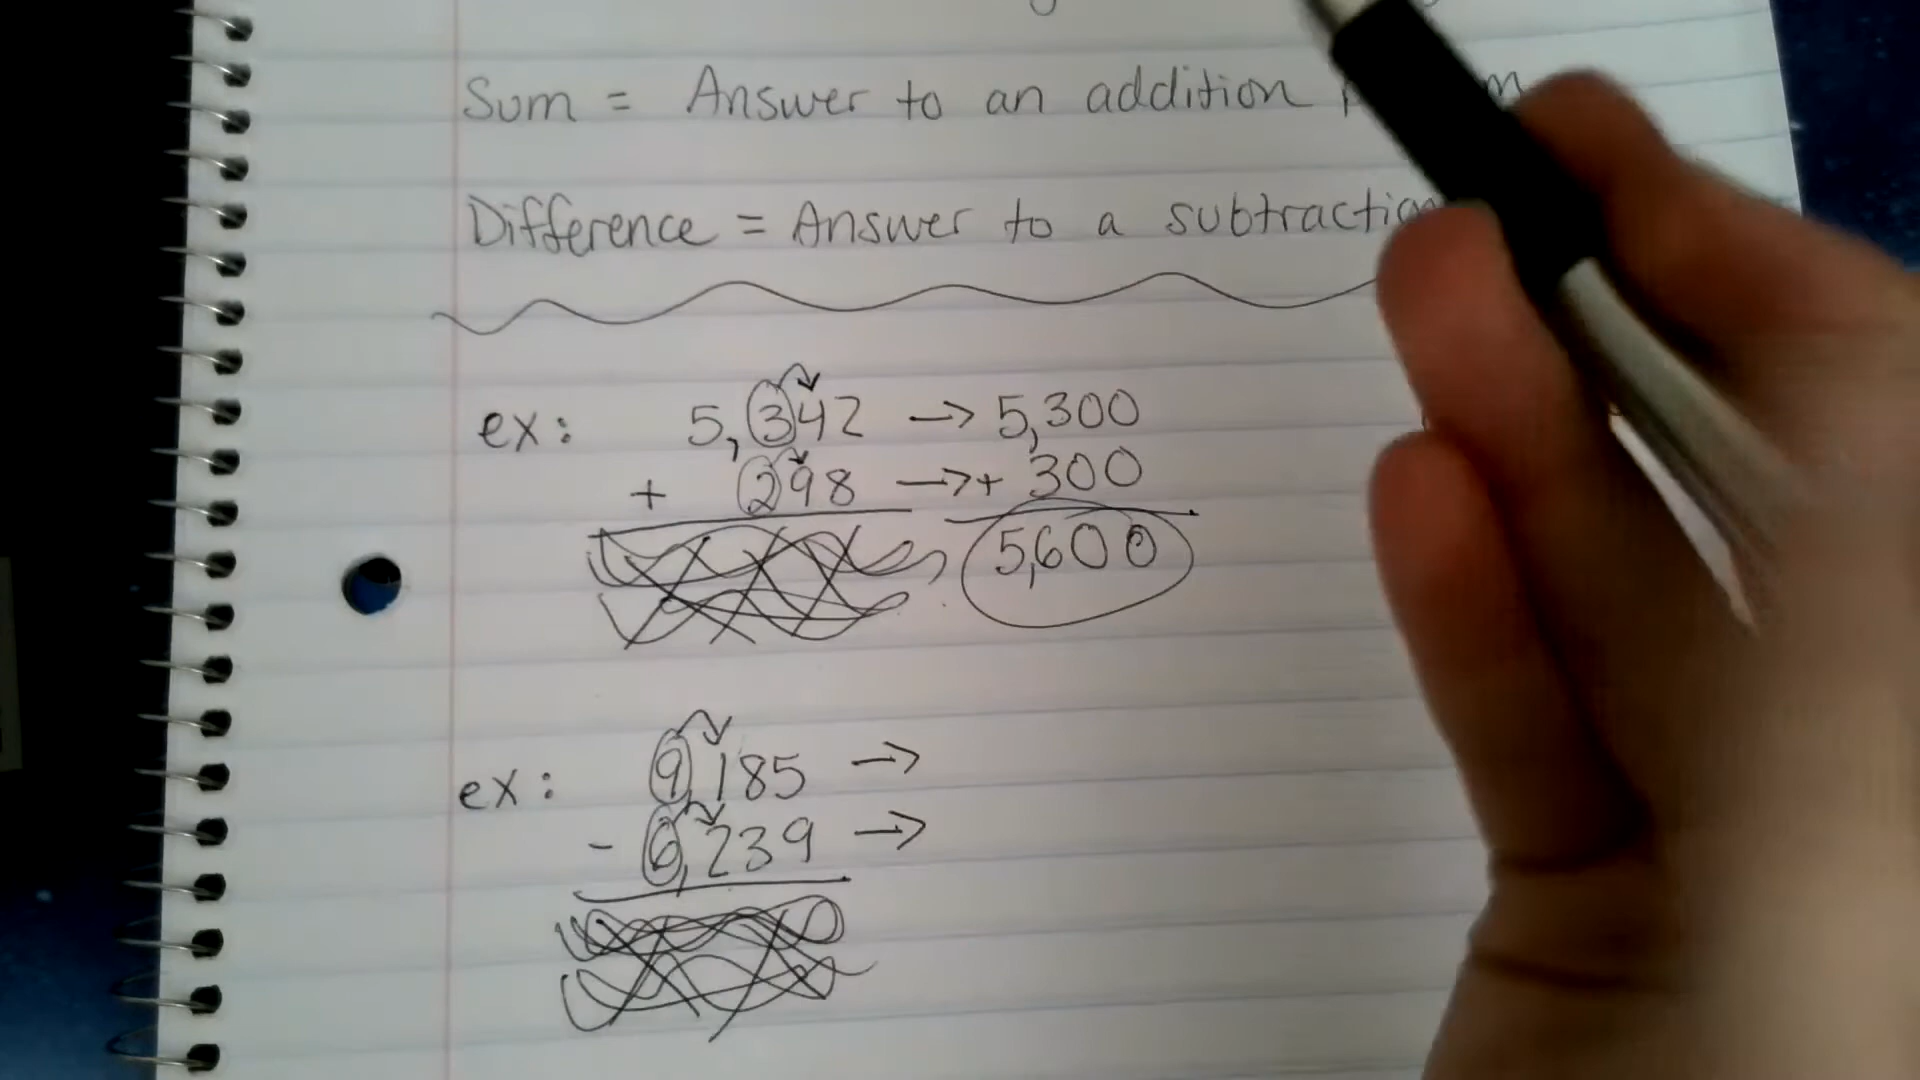 Sum = Answer to an addition
Difference = Answer to a subtraction
ex: 5,342 → 5,300
+ 298 → + 300
5,600
ex: 9,185 →
- 6,239 →